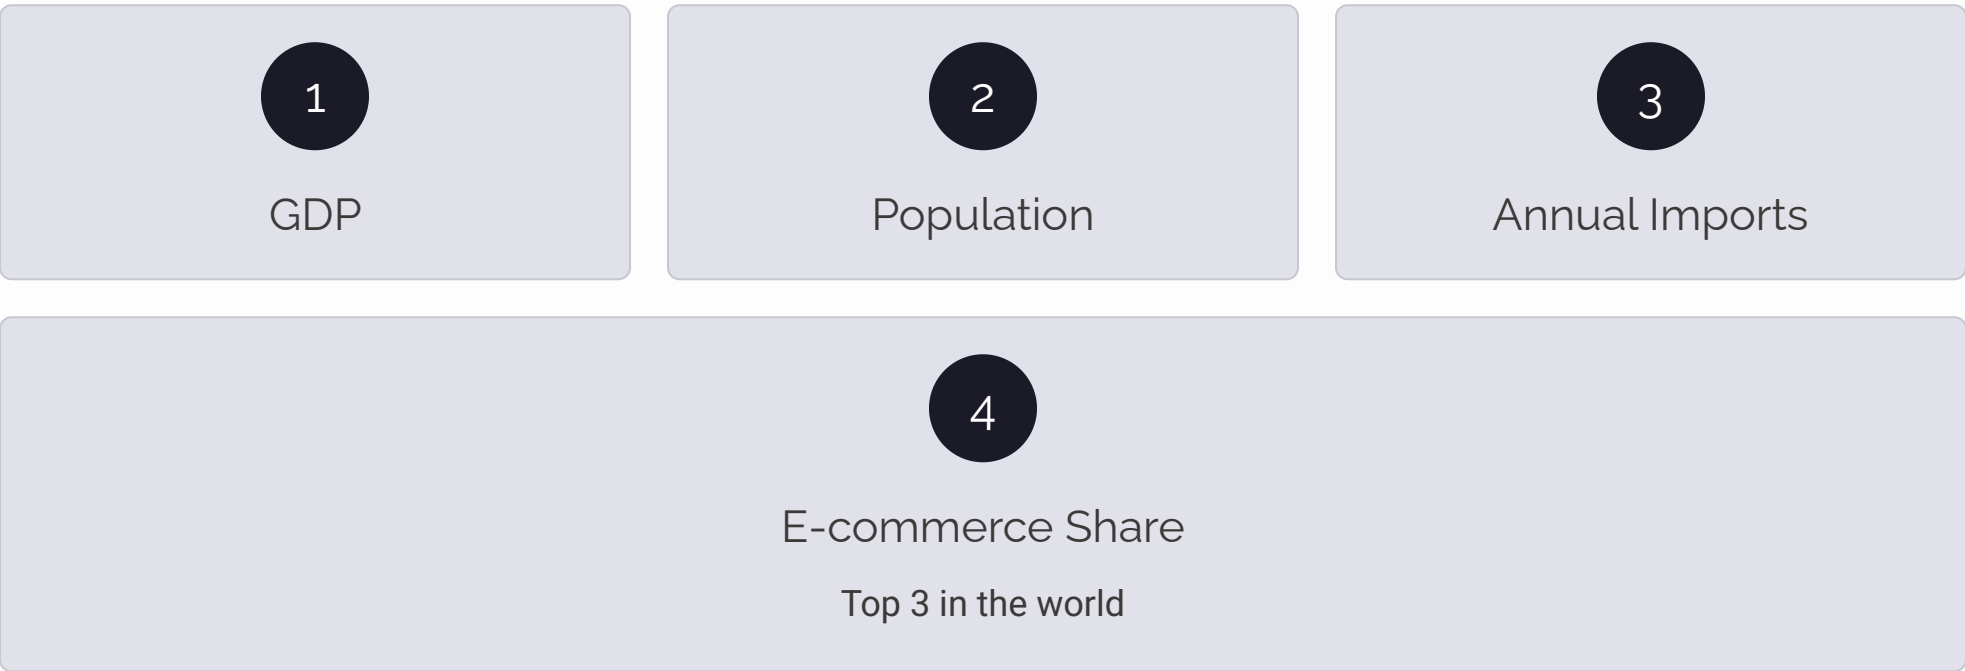 1
GDP
2
Population
3
Annual Imports
4
E-commerce Share
Top 3 in the world